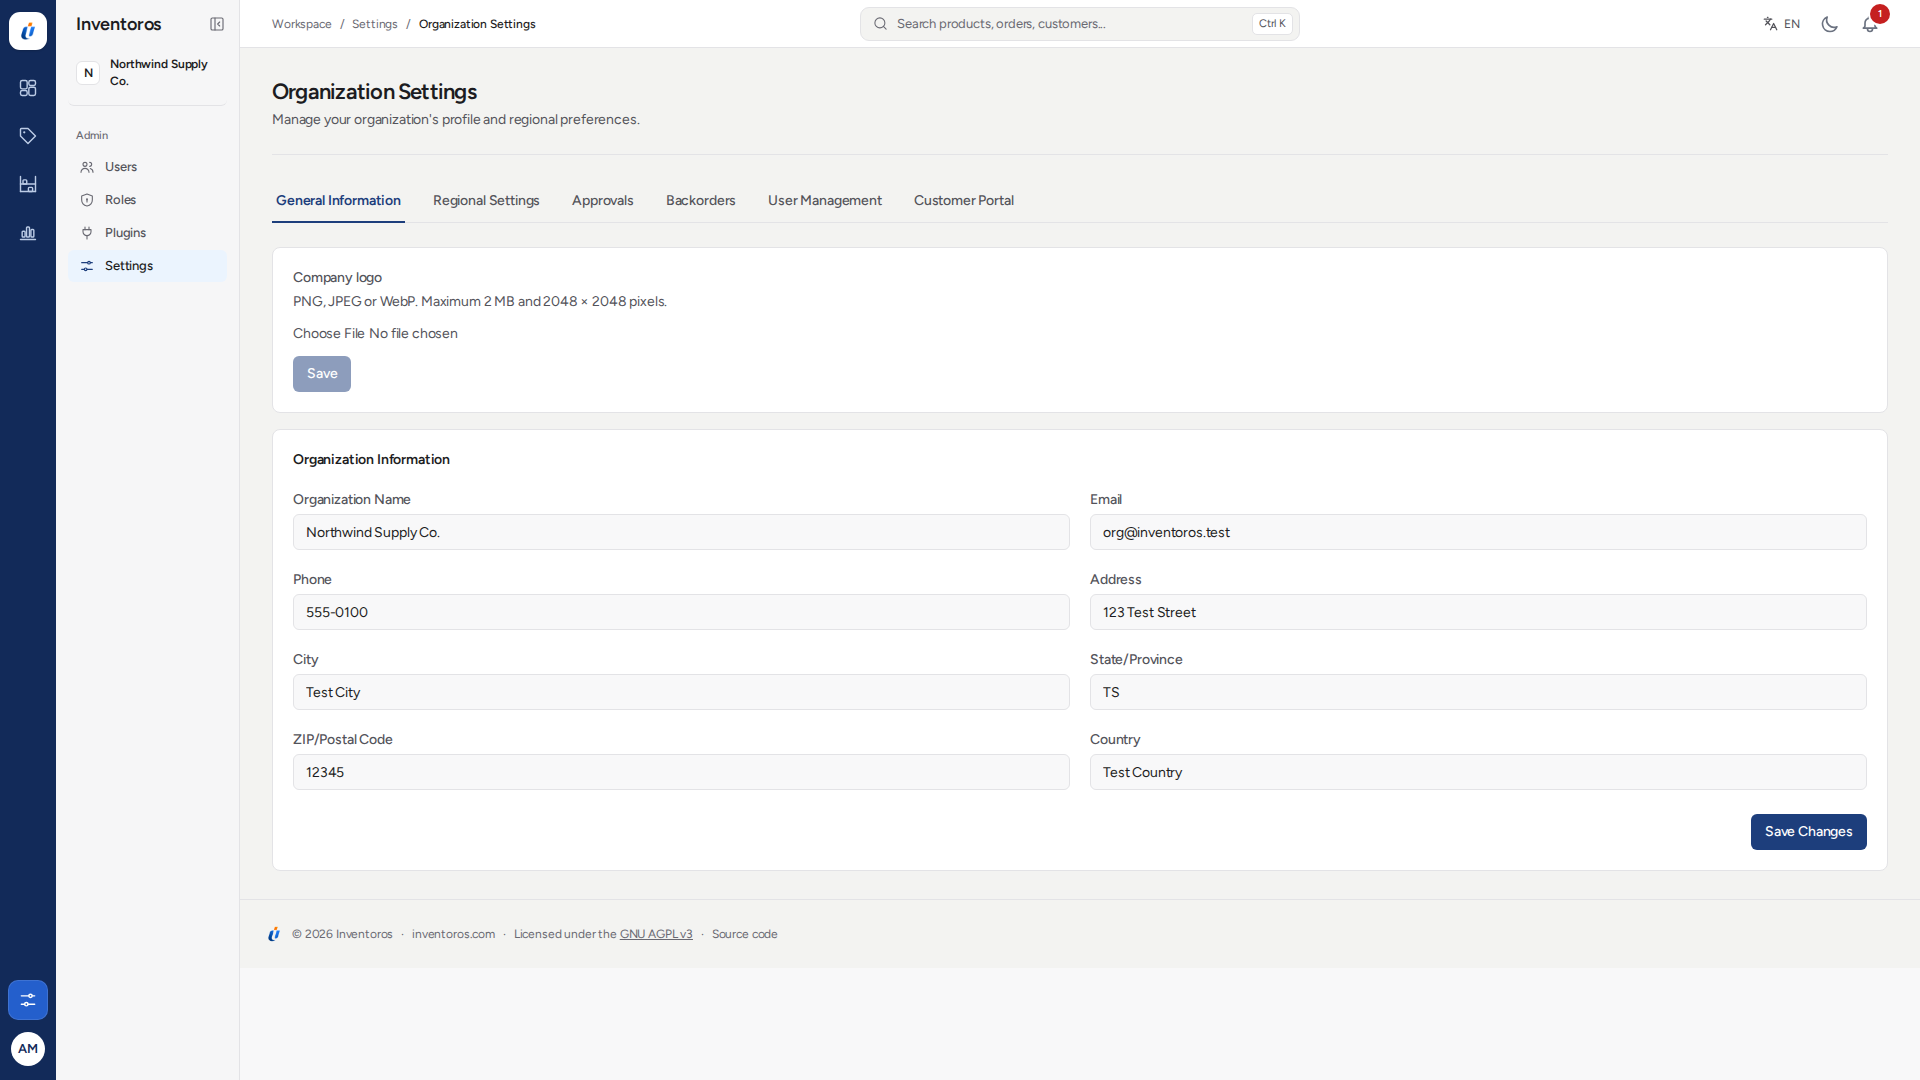 Inventoros
Workspace / Settings / Organization Settings
Search products, orders, customers...
Ctrl K
EN
1
N
Northwind Supply
Co.
Admin
Users
Roles
Plugins
Settings
AM
Organization Settings
Manage your organization's profile and regional preferences.
General Information
Regional Settings
Approvals
Backorders
User Management
Customer Portal
Company logo
PNG, JPEG or WebP. Maximum 2 MB and 2048 × 2048 pixels.
Choose File No file chosen
Save
Organization Information
Organization Name
Northwind Supply Co.
Email
org@inventoros.test
Phone
555-0100
Address
123 Test Street
City
Test City
State/Province
TS
ZIP/Postal Code
12345
Country
Test Country
Save Changes
© 2026 Inventoros · inventoros.com · Licensed under the GNU AGPL v3 · Source code